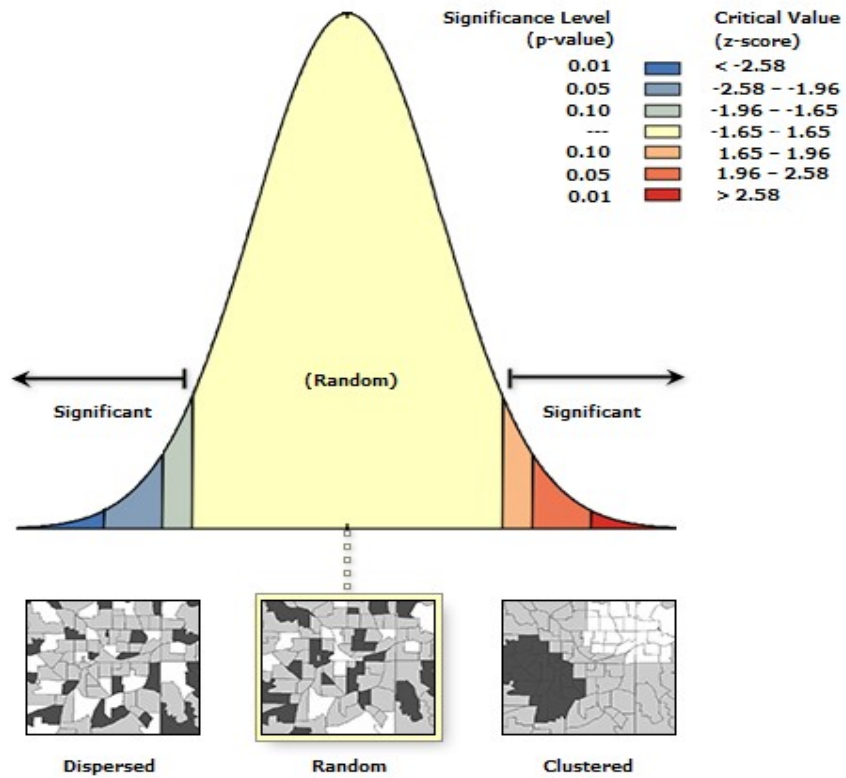 Significance Level Critical Value
(p-value) (z-score)
0.01 < -2.58
0.05 -2.58 – -1.96
0.10 -1.96 – -1.65
--- -1.65 - 1.65
0.10 1.65 – 1.96
0.05 1.96 – 2.58
0.01 > 2.58
(Random)
Significant Significant
Dispersed Random Clustered